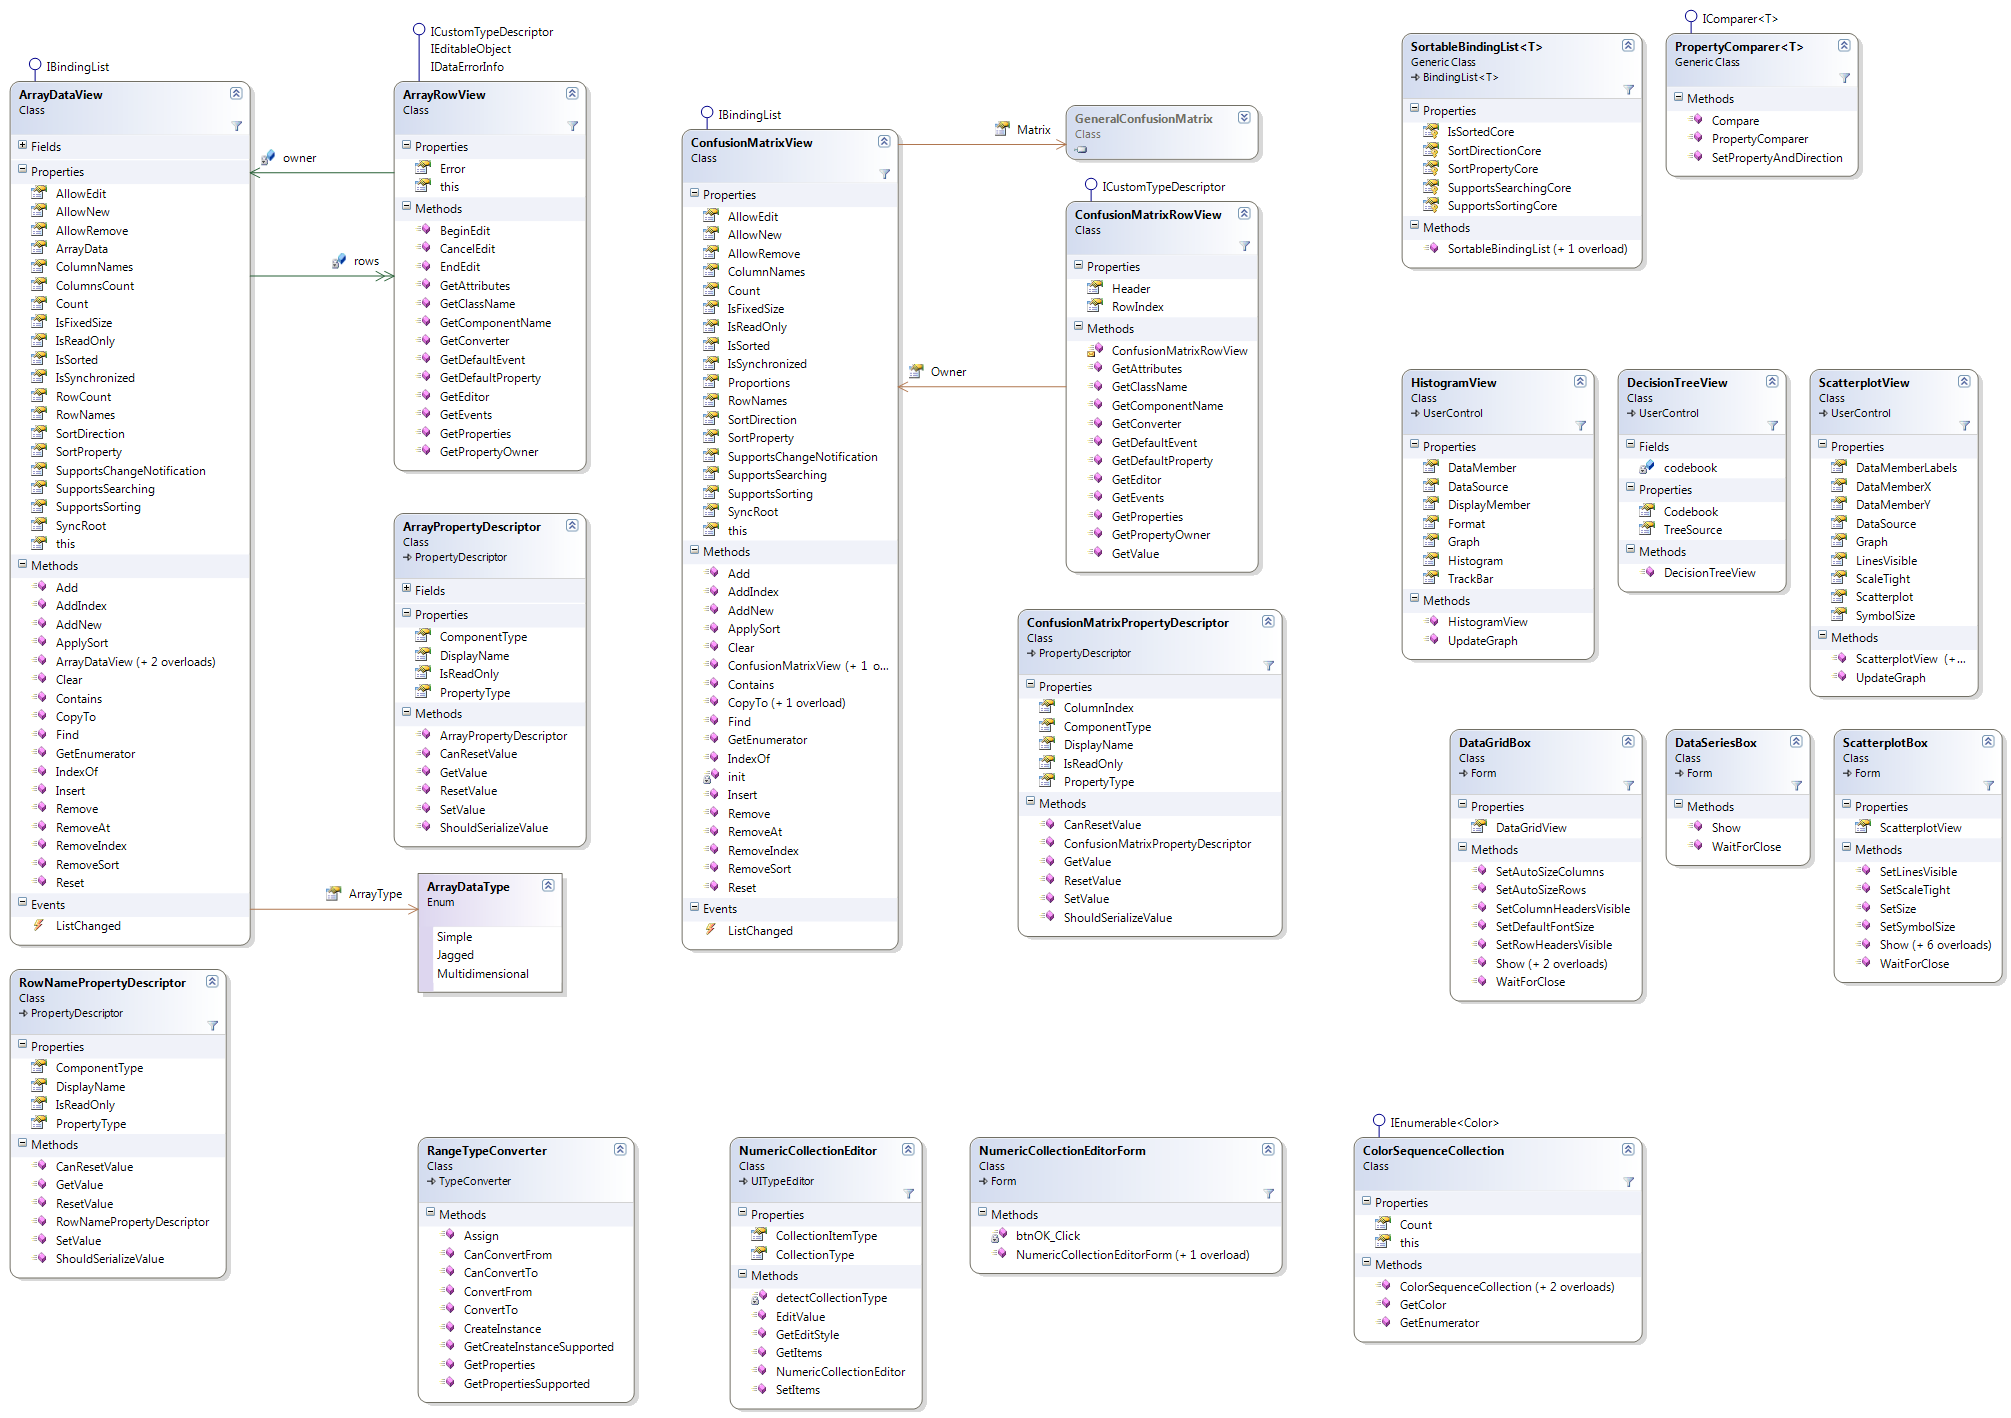 IBindingList
ArrayDataView
Class
Fields
Properties
AllowEdit
AllowNew
AllowRemove
ArrayData
ColumnNames
ColumnsCount
Count
IsFixedSize
IsReadOnly
IsSorted
IsSynchronized
RowCount
RowNames
SortDirection
SortProperty
SupportsChangeNotification
SupportsSearching
SupportsSorting
SyncRoot
this
Methods
Add
AddIndex
AddNew
ApplySort
ArrayDataView (+ 2 overloads)
Clear
Contains
CopyTo
Find
GetEnumerator
IndexOf
Insert
Remove
RemoveAt
RemoveIndex
RemoveSort
Reset
Events
ListChanged
owner
rows
ArrayType
ICustomTypeDescriptor
IEditableObject
IDataErrorInfo
ArrayRowView
Class
Properties
Error
this
Methods
BeginEdit
CancelEdit
EndEdit
GetAttributes
GetClassName
GetComponentName
GetConverter
GetDefaultEvent
GetDefaultProperty
GetEditor
GetEvents
GetProperties
GetPropertyOwner
ArrayPropertyDescriptor
Class
PropertyDescriptor
Fields
Properties
ComponentType
DisplayName
IsReadOnly
PropertyType
Methods
ArrayPropertyDescriptor
CanResetValue
GetValue
ResetValue
SetValue
ShouldSerializeValue
ArrayDataType
Enum
Simple
Jagged
Multidimensional
RowNamePropertyDescriptor
Class
PropertyDescriptor
Properties
ComponentType
DisplayName
IsReadOnly
PropertyType
Methods
CanResetValue
GetValue
ResetValue
RowNamePropertyDescriptor
SetValue
ShouldSerializeValue
IBindingList
ConfusionMatrixView
Class
Properties
AllowEdit
AllowNew
AllowRemove
ColumnNames
Count
IsFixedSize
IsReadOnly
IsSorted
IsSynchronized
Proportions
RowNames
SortDirection
SortProperty
SupportsChangeNotification
SupportsSearching
SupportsSorting
SyncRoot
this
Methods
Add
AddIndex
AddNew
ApplySort
Clear
ConfusionMatrixView (+ 1 o...
Contains
CopyTo (+ 1 overload)
Find
GetEnumerator
IndexOf
init
Insert
Remove
RemoveAt
RemoveIndex
RemoveSort
Reset
Events
ListChanged
Matrix
Owner
GeneralConfusionMatrix
Class
ICustomTypeDescriptor
ConfusionMatrixRowView
Class
Properties
Header
RowIndex
Methods
ConfusionMatrixRowView
GetAttributes
GetClassName
GetComponentName
GetConverter
GetDefaultEvent
GetDefaultProperty
GetEditor
GetEvents
GetProperties
GetPropertyOwner
GetValue
ConfusionMatrixPropertyDescriptor
Class
PropertyDescriptor
Properties
ColumnIndex
ComponentType
DisplayName
IsReadOnly
PropertyType
Methods
CanResetValue
ConfusionMatrixPropertyDescriptor
GetValue
ResetValue
SetValue
ShouldSerializeValue
SortableBindingList<T>
Generic Class
BindingList<T>
Properties
IsSortedCore
SortDirectionCore
SortPropertyCore
SupportsSearchingCore
SupportsSortingCore
Methods
SortableBindingList (+ 1 overload)
IComparer<T>
PropertyComparer<T>
Generic Class
Methods
Compare
PropertyComparer
SetPropertyAndDirection
HistogramView
Class
UserControl
Properties
DataMember
DataSource
DisplayMember
Format
Graph
Histogram
TrackBar
Methods
HistogramView
UpdateGraph
DecisionTreeView
Class
UserControl
Fields
codebook
Properties
Codebook
TreeSource
Methods
DecisionTreeView
ScatterplotView
Class
UserControl
Properties
DataMemberLabels
DataMemberX
DataMemberY
DataSource
Graph
LinesVisible
ScaleTight
Scatterplot
SymbolSize
Methods
ScatterplotView (+...
UpdateGraph
DataGridBox
Class
Form
Properties
DataGridView
Methods
SetAutoSizeColumns
SetAutoSizeRows
SetColumnHeadersVisible
SetDefaultFontSize
SetRowHeadersVisible
Show (+ 2 overloads)
WaitForClose
DataSeriesBox
Class
Form
Methods
Show
WaitForClose
ScatterplotBox
Class
Form
Properties
ScatterplotView
Methods
SetLinesVisible
SetScaleTight
SetSize
SetSymbolSize
Show (+ 6 overloads)
WaitForClose
RangeTypeConverter
Class
TypeConverter
Methods
Assign
CanConvertFrom
CanConvertTo
ConvertFrom
ConvertTo
CreateInstance
GetCreateInstanceSupported
GetProperties
GetPropertiesSupported
NumericCollectionEditor
Class
UITypeEditor
Properties
CollectionItemType
CollectionType
Methods
detectCollectionType
EditValue
GetEditStyle
GetItems
NumericCollectionEditor
SetItems
NumericCollectionEditorForm
Class
Form
Methods
btnOK_Click
NumericCollectionEditorForm (+ 1 overload)
IEnumerable<Color>
ColorSequenceCollection
Class
Properties
Count
this
Methods
ColorSequenceCollection (+ 2 overloads)
GetColor
GetEnumerator